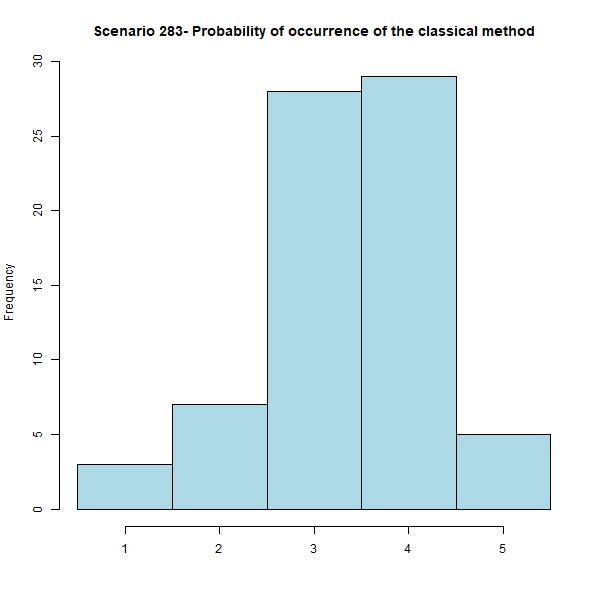 Scenario 283- Probability of occurrence of the classical method
Frequency
30
25
20
15
10
5
0
1 2 3 4 5